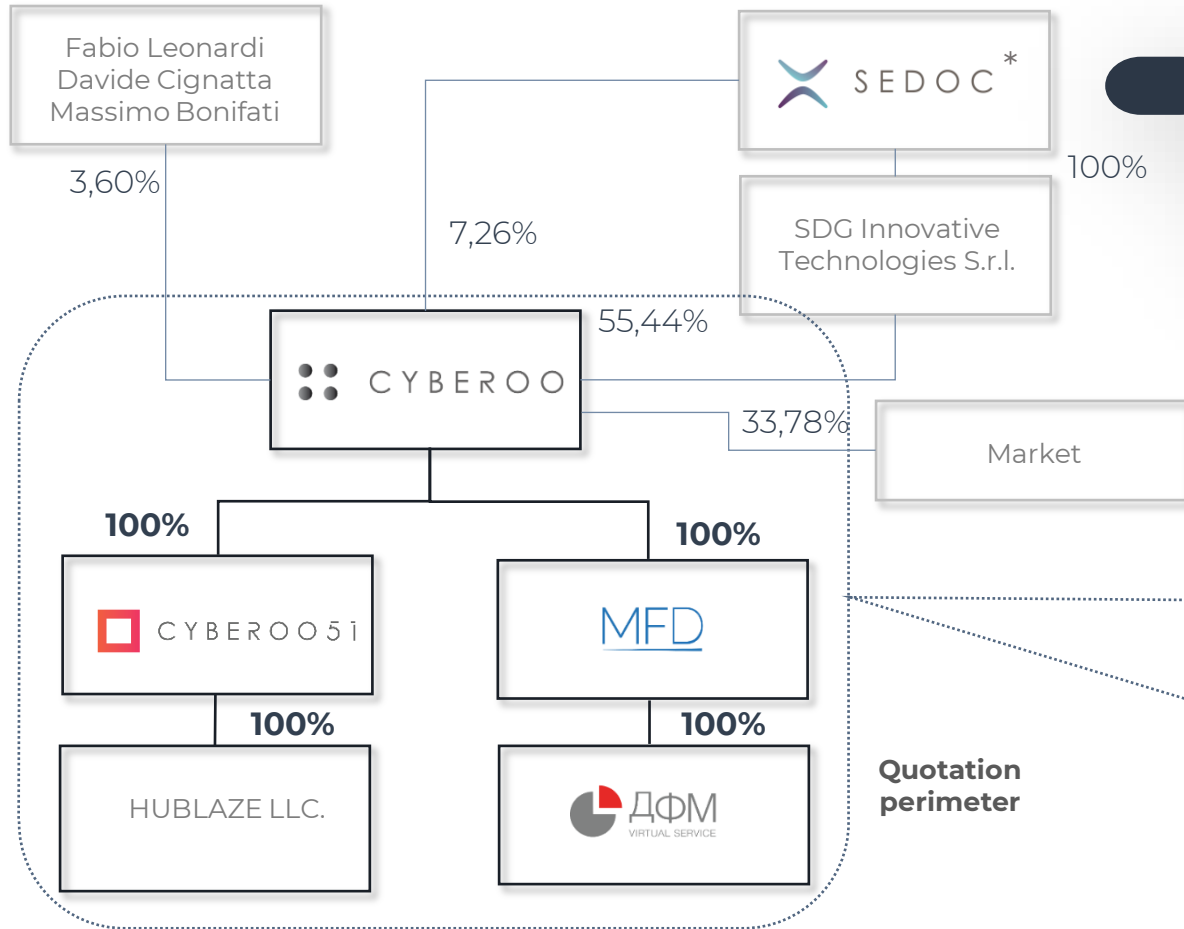 Fabio Leonardi
Davide Cignatta
Massimo Bonifati
SEDOC*
3,60%
100%
7,26%
SDG Innovative
Technologies S.r.l.
55,44%
CYBEROO
33,78%
Market
100%
100%
CYBEROO51
MFD
100%
100%
HUBLAZE LLC.
ДФМ
VIRTUAL SERVICE
Quotation
perimeter